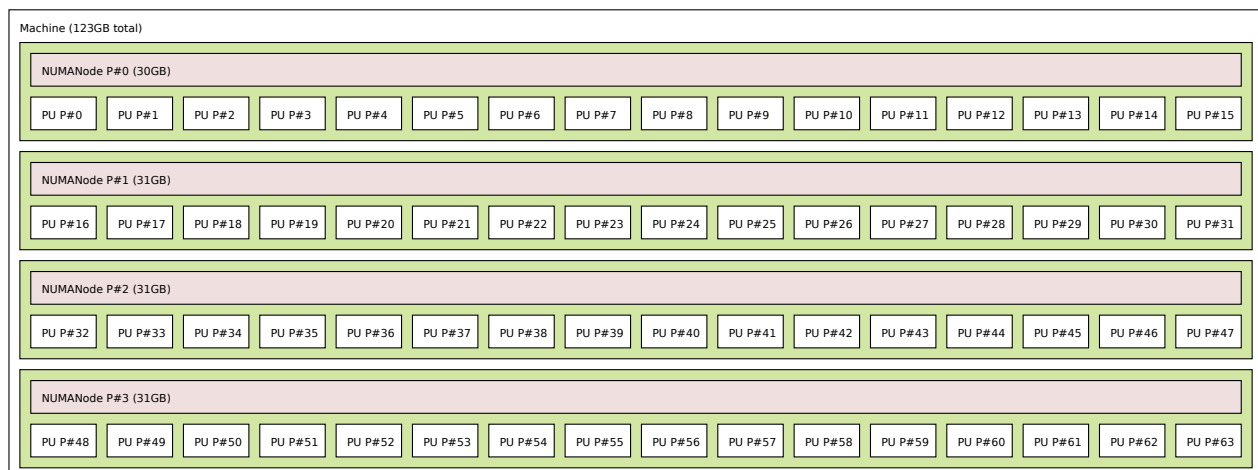 Machine (123GB total)
NUMANode P#0 (30GB)
PU P#0 PU P#1 PU P#2 PU P#3 PU P#4 PU P#5 PU P#6 PU P#7 PU P#8 PU P#9 PU P#10 PU P#11 PU P#12 PU P#13 PU P#14 PU P#15
NUMANode P#1 (31GB)
PU P#16 PU P#17 PU P#18 PU P#19 PU P#20 PU P#21 PU P#22 PU P#23 PU P#24 PU P#25 PU P#26 PU P#27 PU P#28 PU P#29 PU P#30 PU P#31
NUMANode P#2 (31GB)
PU P#32 PU P#33 PU P#34 PU P#35 PU P#36 PU P#37 PU P#38 PU P#39 PU P#40 PU P#41 PU P#42 PU P#43 PU P#44 PU P#45 PU P#46 PU P#47
NUMANode P#3 (31GB)
PU P#48 PU P#49 PU P#50 PU P#51 PU P#52 PU P#53 PU P#54 PU P#55 PU P#56 PU P#57 PU P#58 PU P#59 PU P#60 PU P#61 PU P#62 PU P#63